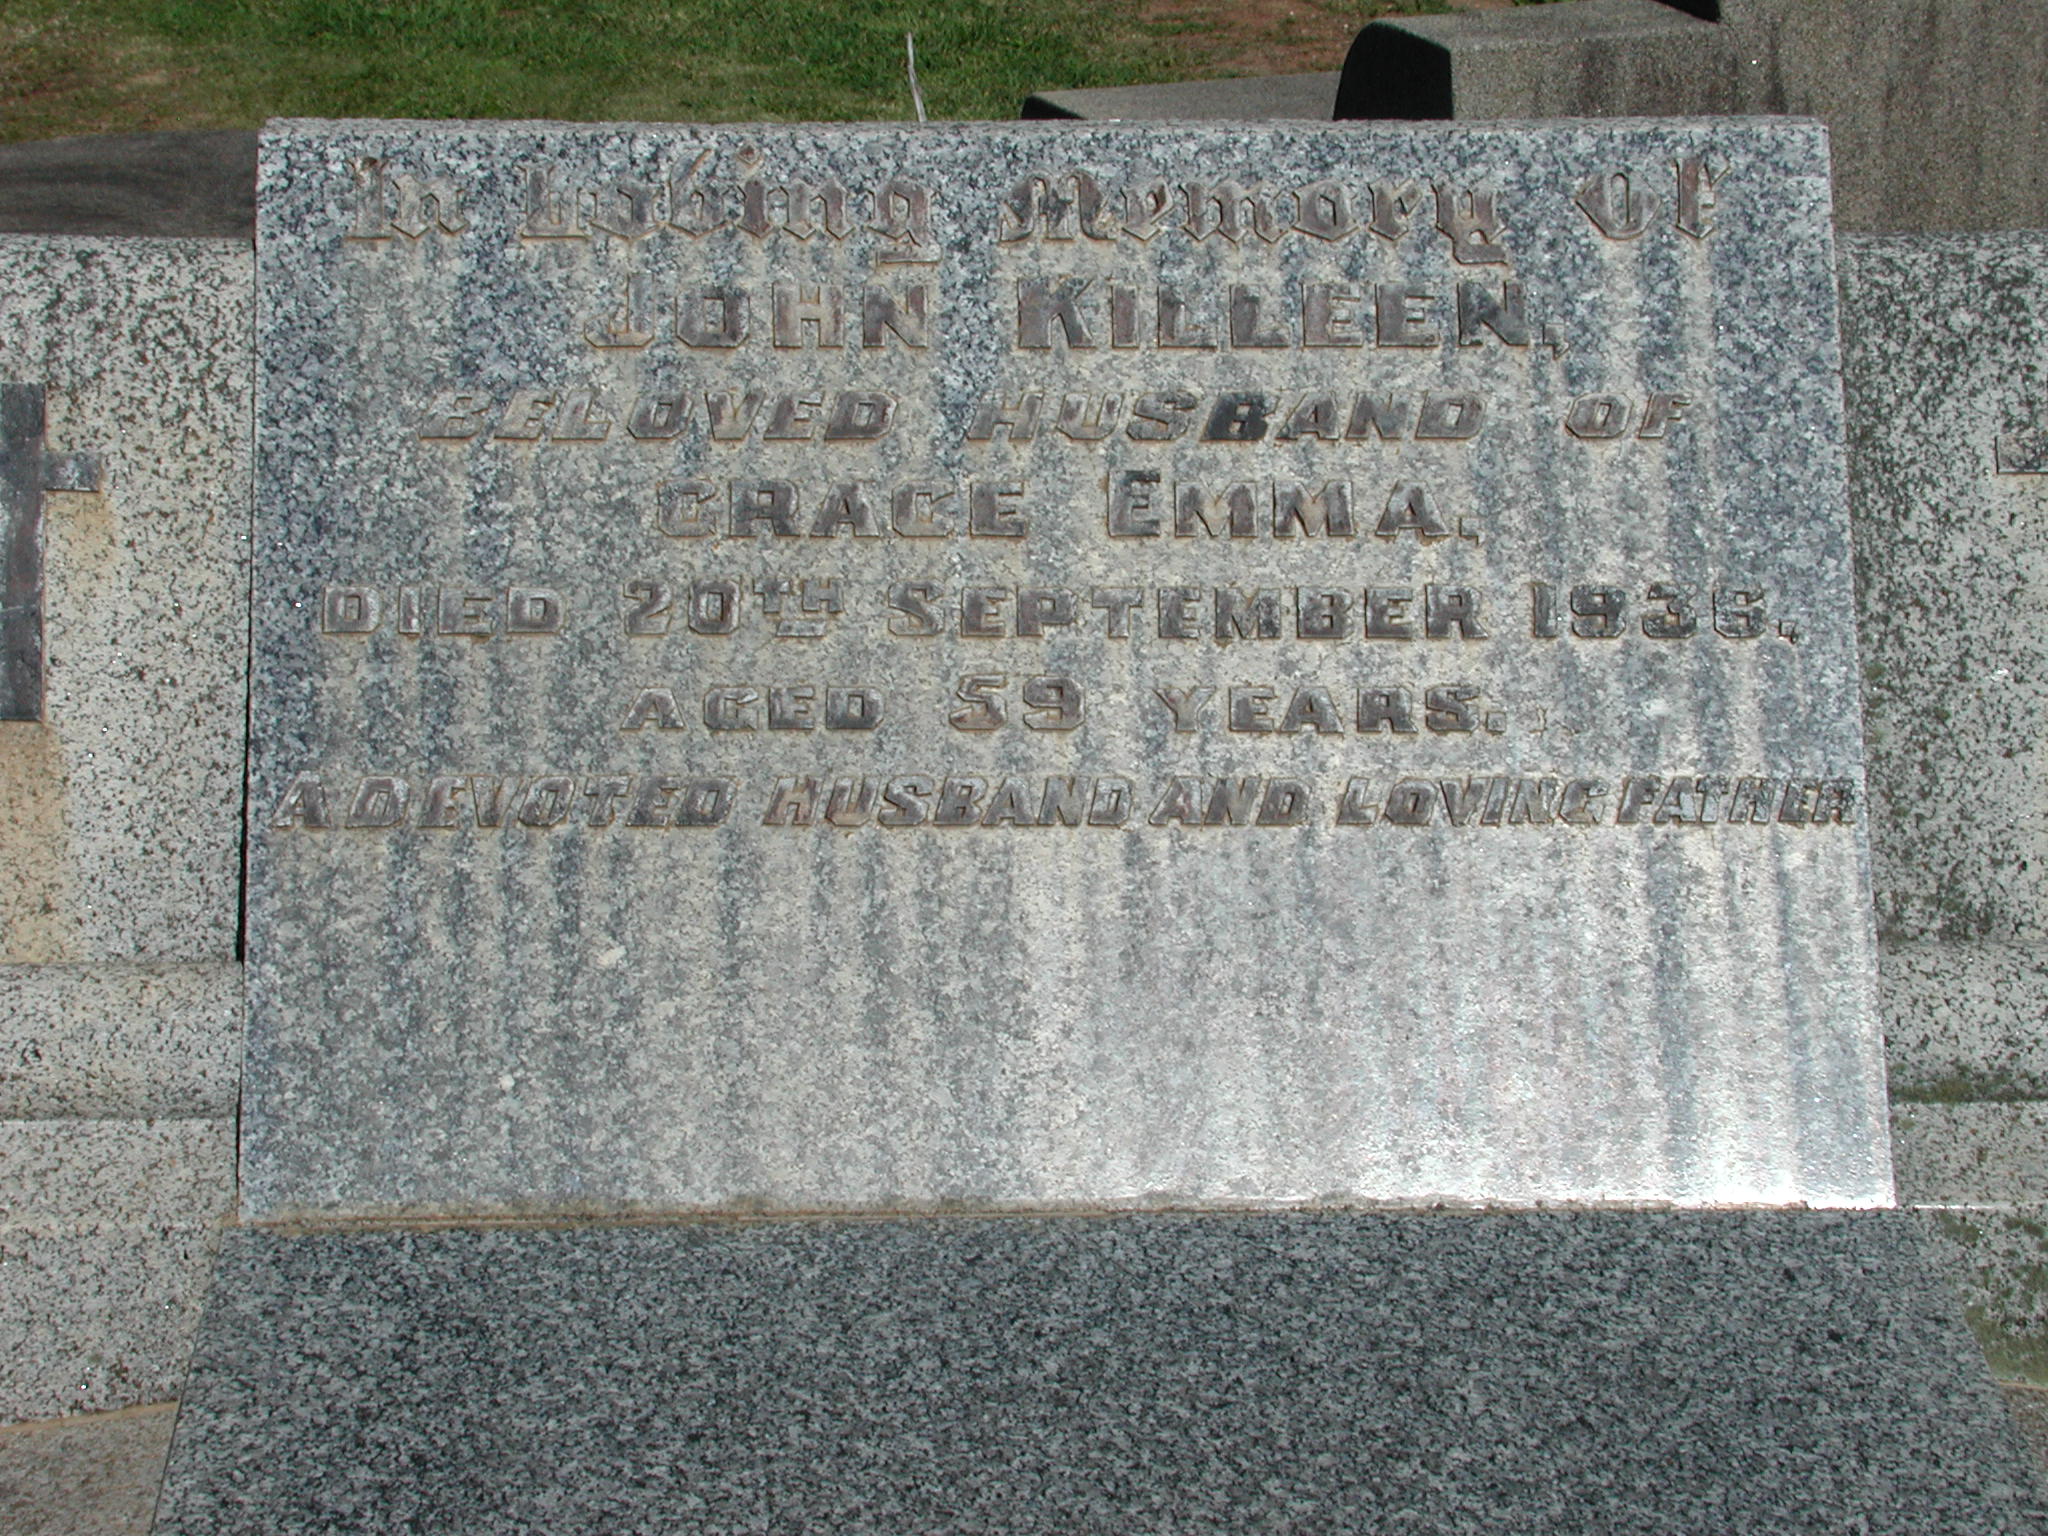 In Loving Memory Of
JOHN KILLEEN,
BELOVED HUSBAND OF
GRACE EMMA,
DIED 20TH SEPTEMBER 1936,
AGED 59 YEARS.
A DEVOTED HUSBAND AND LOVING FATHER